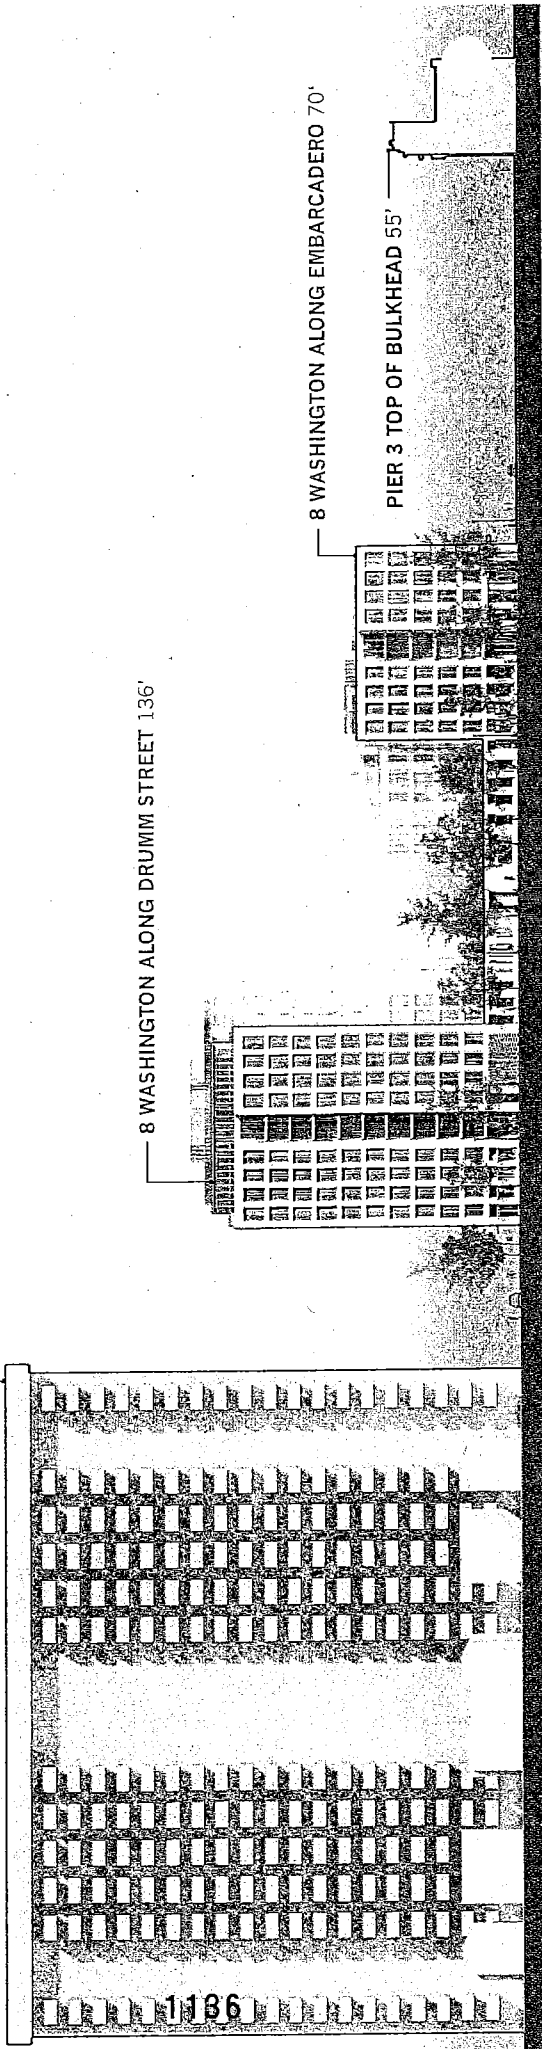 8 WASHINGTON ALONG DRUMM STREET 136'
8 WASHINGTON ALONG EMBARCADERO 70'
PIER 3 TOP OF BULKHEAD 55'
1136